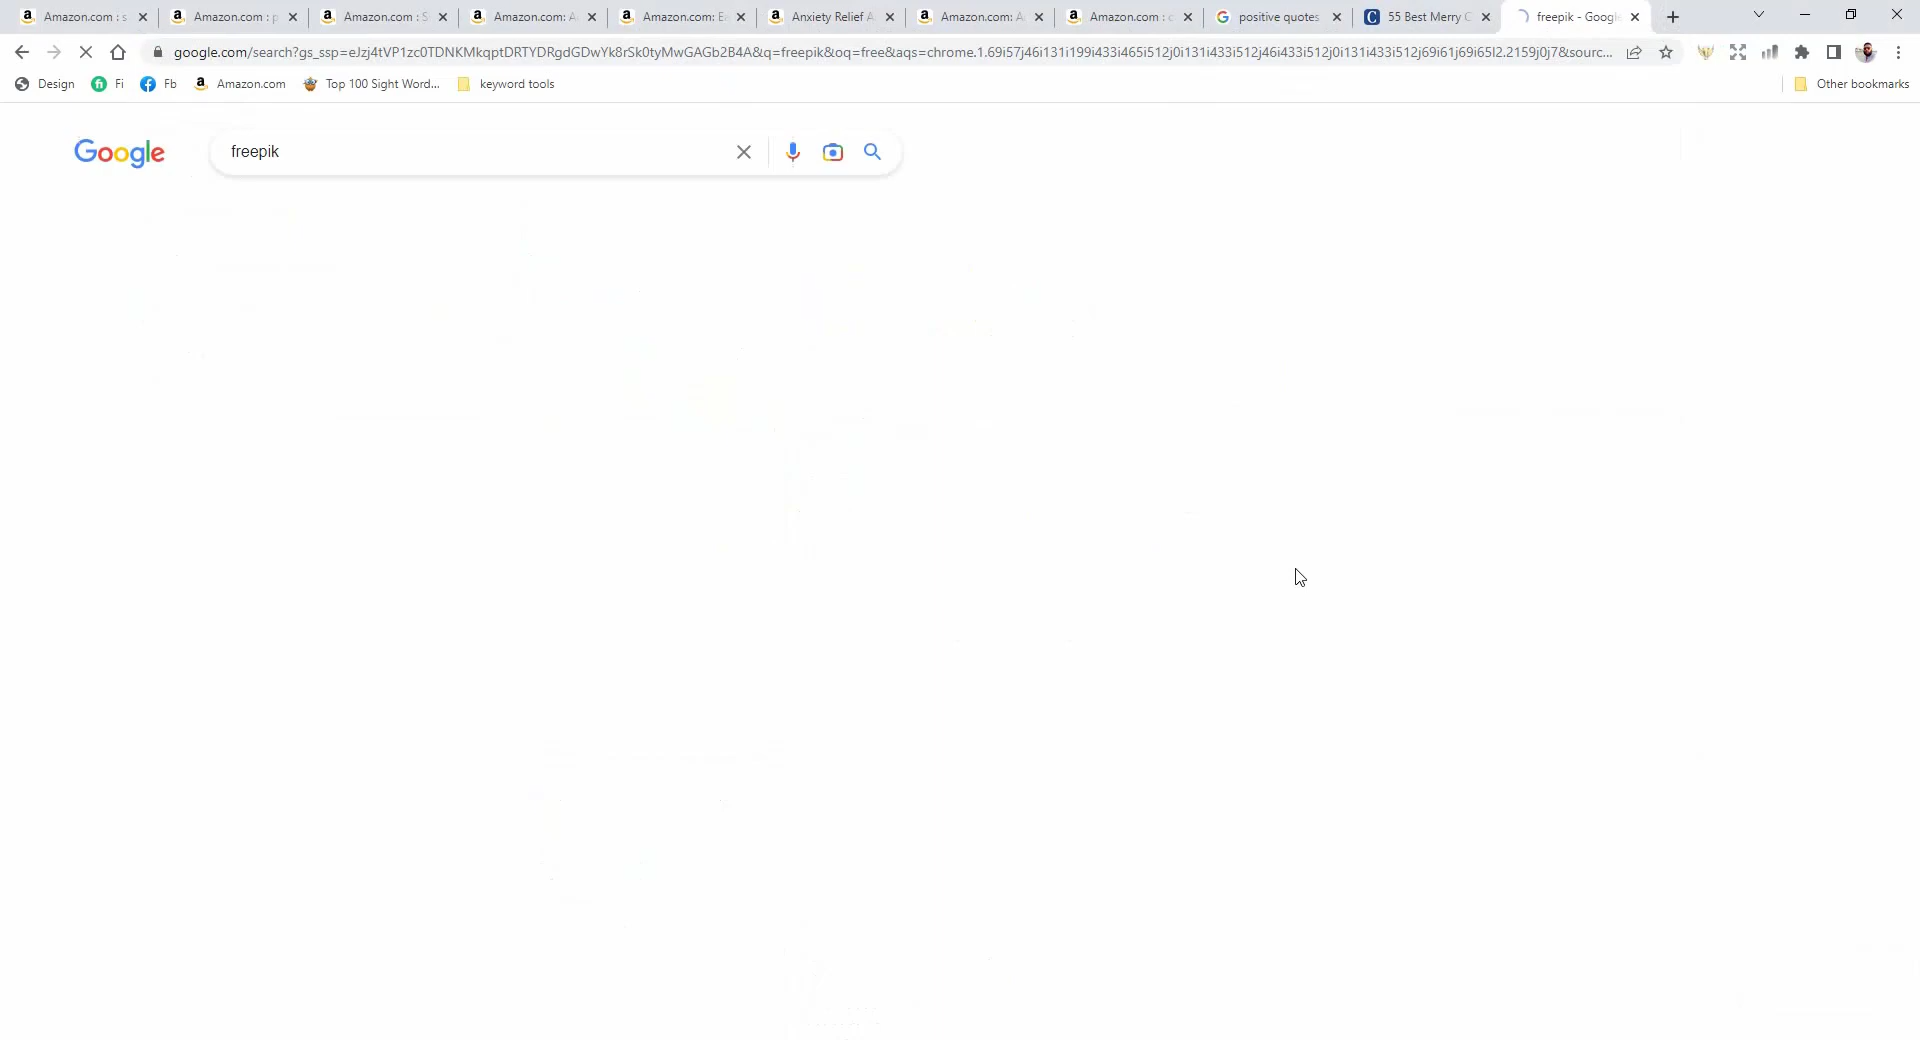 Amazon.com : s
Amazon.com : p
Amazon.com : S
Amazon.com: A
Amazon.com: E
Anxiety Relief A
Amazon.com: A
Amazon.com : c
positive quotes
55 Best Merry C
freepik - Google
google.com/search?gs_ssp=eJzj4tVP1zc0TDNKMkqptDRTYDRgdGDwYk8rSk0tyMwGAGb2B4A&q=freepik&oq=free&aqs=chrome.1.69i57j46i131i199i433i465i512j0i131i433i512j46i433i512j0i131i433i512j69i61j69i65l2.2159j0j7&sourc...
Design
Fi
Fb
Amazon.com
Top 100 Sight Word...
keyword tools
Other bookmarks
Google
freepik